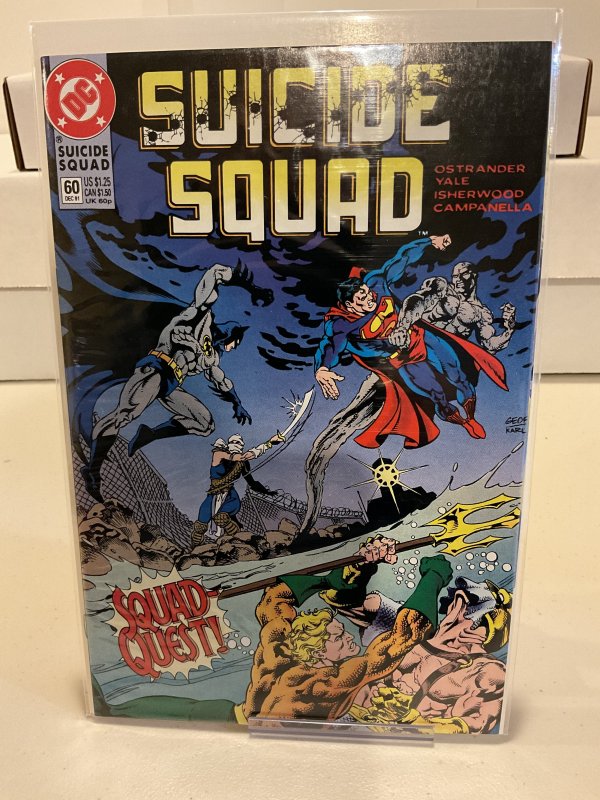 DC
®
SUICIDE
SQUAD
60
DEC 91
US $1.25
CAN $1.50
UK 60p
SUICIDE
SQUAD
™
OSTRANDER
YALE
ISHERWOOD
CAMPANELLA
KARL
SQUAD
QUEST!